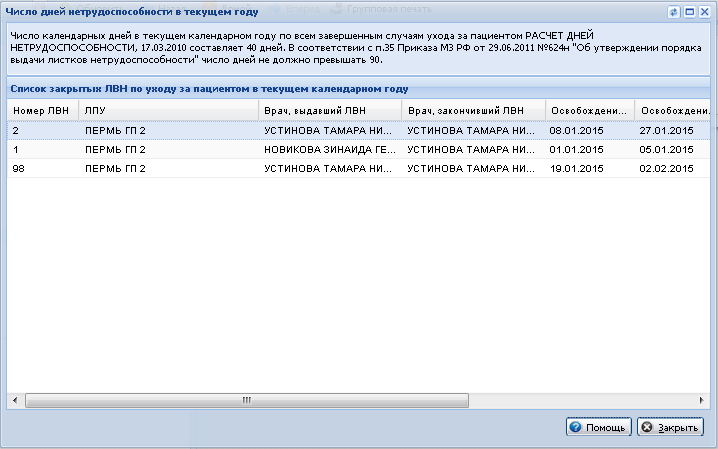 Число дней нетрудоспособности в текущем году
Групповая печать
Число календарных дней в текущем календарном году по всем завершенным случаям ухода за пациентом РАСЧЕТ ДНЕЙ
НЕТРУДОСПОСОБНОСТИ, 17.03.2010 составляет 40 дней. В соответствии с п.35 Приказа МЗ РФ от 29.06.2011 №624н "Об утверждении порядка
выдачи листков нетрудоспособности" число дней не должно превышать 90.
Список закрытых ЛВН по уходу за пациентом в текущем календарном году
Номер ЛВН ЛПУ Врач, выдавший ЛВН Врач, закончивший ЛВН Освобождени... Освобождени
2 ПЕРМЬ ГП 2 УСТИНОВА ТАМАРА НИ... УСТИНОВА ТАМАРА НИ... 08.01.2015 27.01.2015
1 ПЕРМЬ ГП 2 НОВИКОВА ЗИНАИДА ГЕ... УСТИНОВА ТАМАРА НИ... 01.01.2015 05.01.2015
98 ПЕРМЬ ГП 2 УСТИНОВА ТАМАРА НИ... УСТИНОВА ТАМАРА НИ... 19.01.2015 02.02.2015
Помощь Закрыть